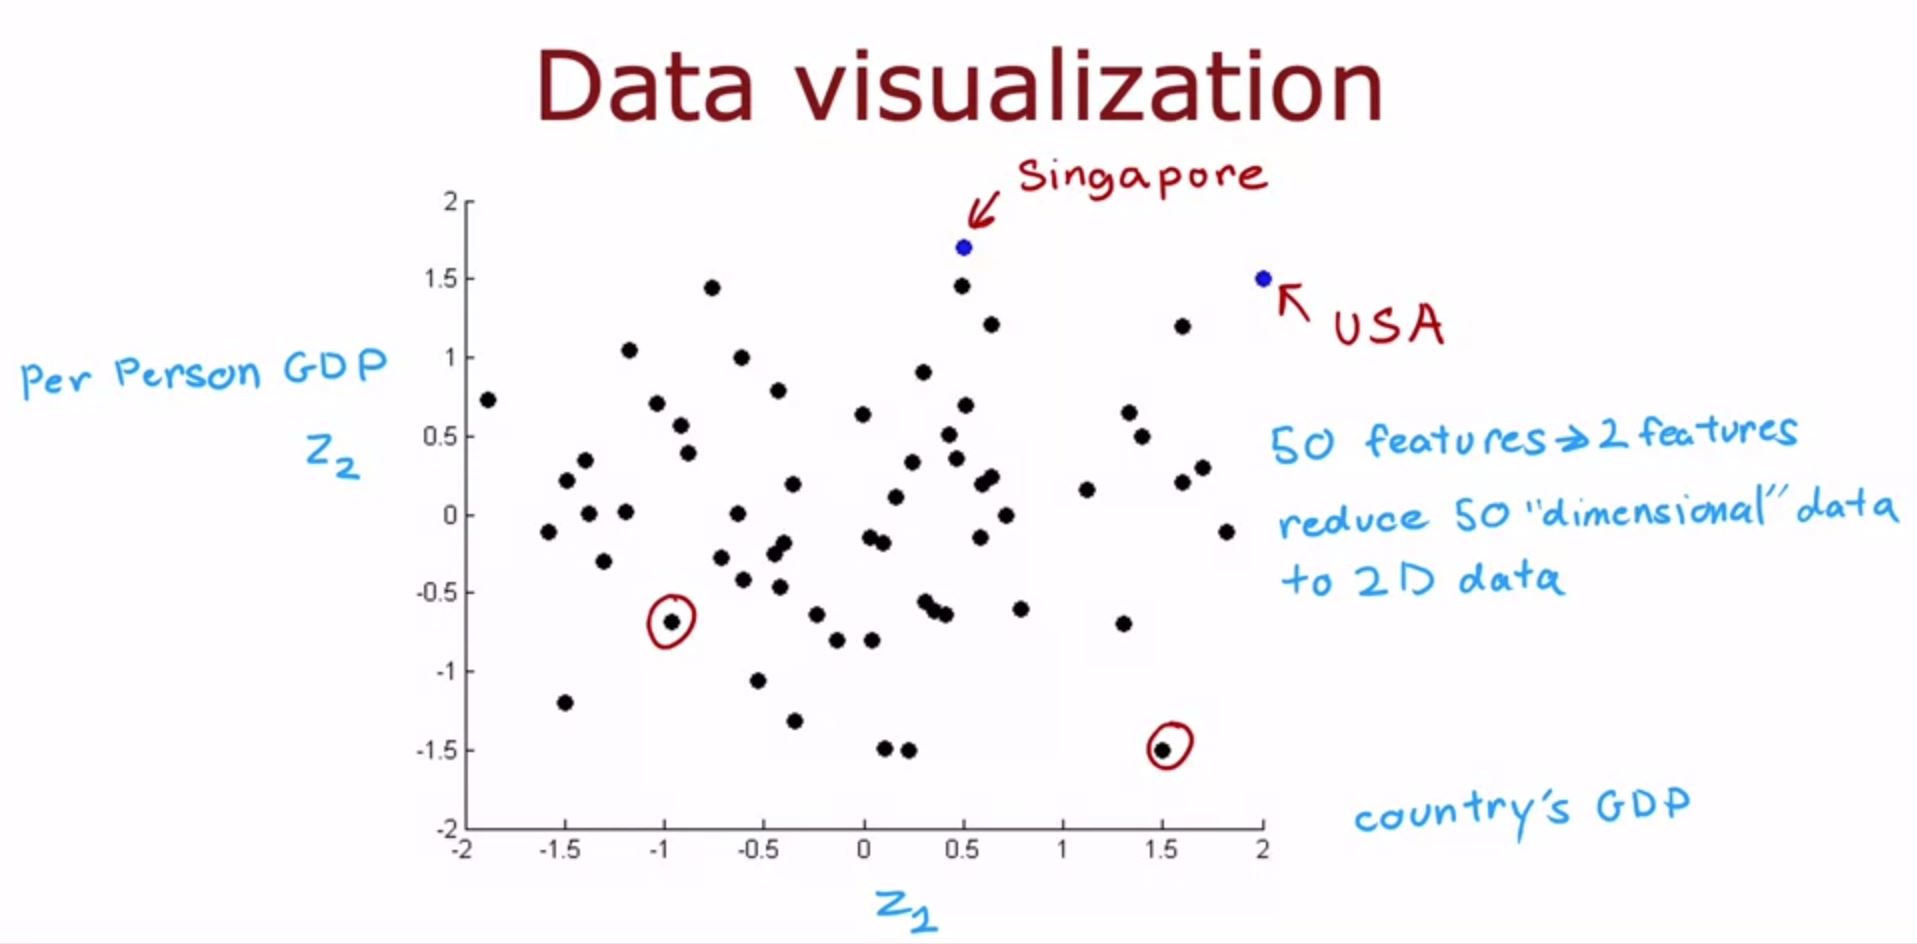 Data visualization
Singapore
USA
Per Person GDP
z2
2
1.5
1
0.5
0
-0.5
-1
-1.5
-2
50 features → 2 features
reduce 50 "dimensional" data
to 2D data
country's GDP
-2 -1.5 -1 -0.5 0 0.5 1 1.5 2
z1